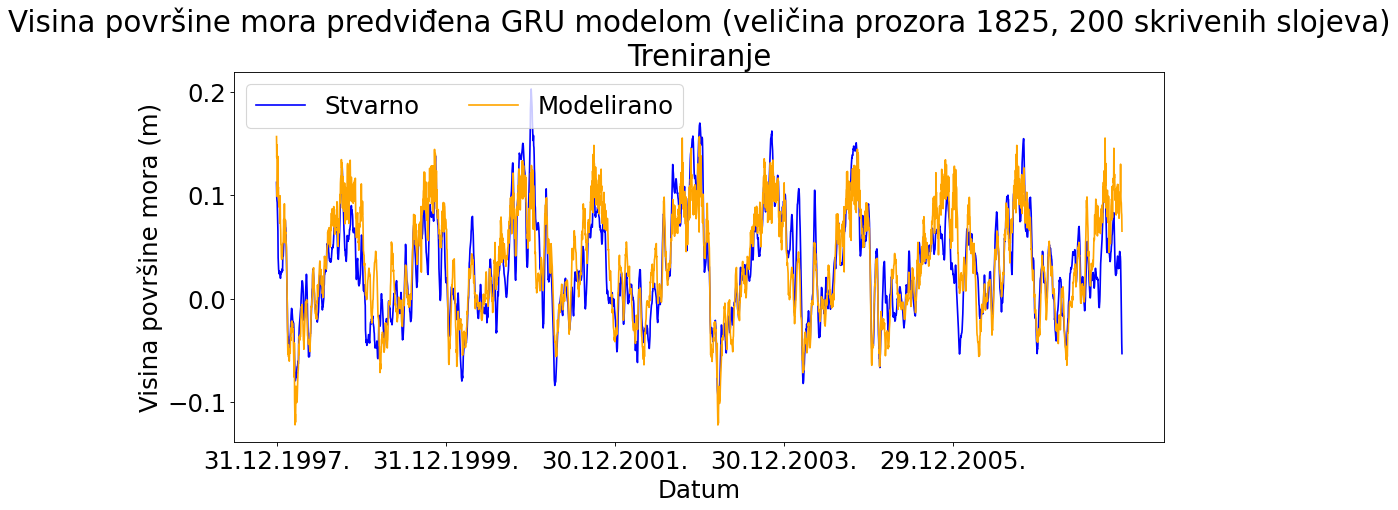 Visina površine mora predviđena GRU modelom (veličina prozora 1825, 200 skrivenih slojeva)
Treniranje
Stvarno Modelirano
Visina površine mora (m)
0.2
0.1
0.0
−0.1
31.12.1997. 31.12.1999. 30.12.2001. 30.12.2003. 29.12.2005.
Datum